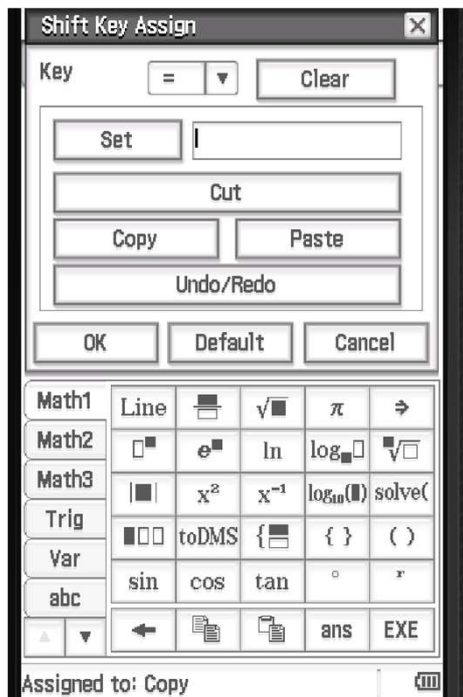 Shift Key Assign
Key = ▼ Clear
Set
Cut
Copy Paste
Undo/Redo
OK Default Cancel
Math1 Line √■ π ⇒
Math2 □■ e■ ln log■□ ■√□
Math3 |■| x² x⁻¹ log₁₀(■) solve(
Trig ■□□ toDMS { { } ( )
Var
sin cos tan ° r
abc
ans EXE
Assigned to: Copy